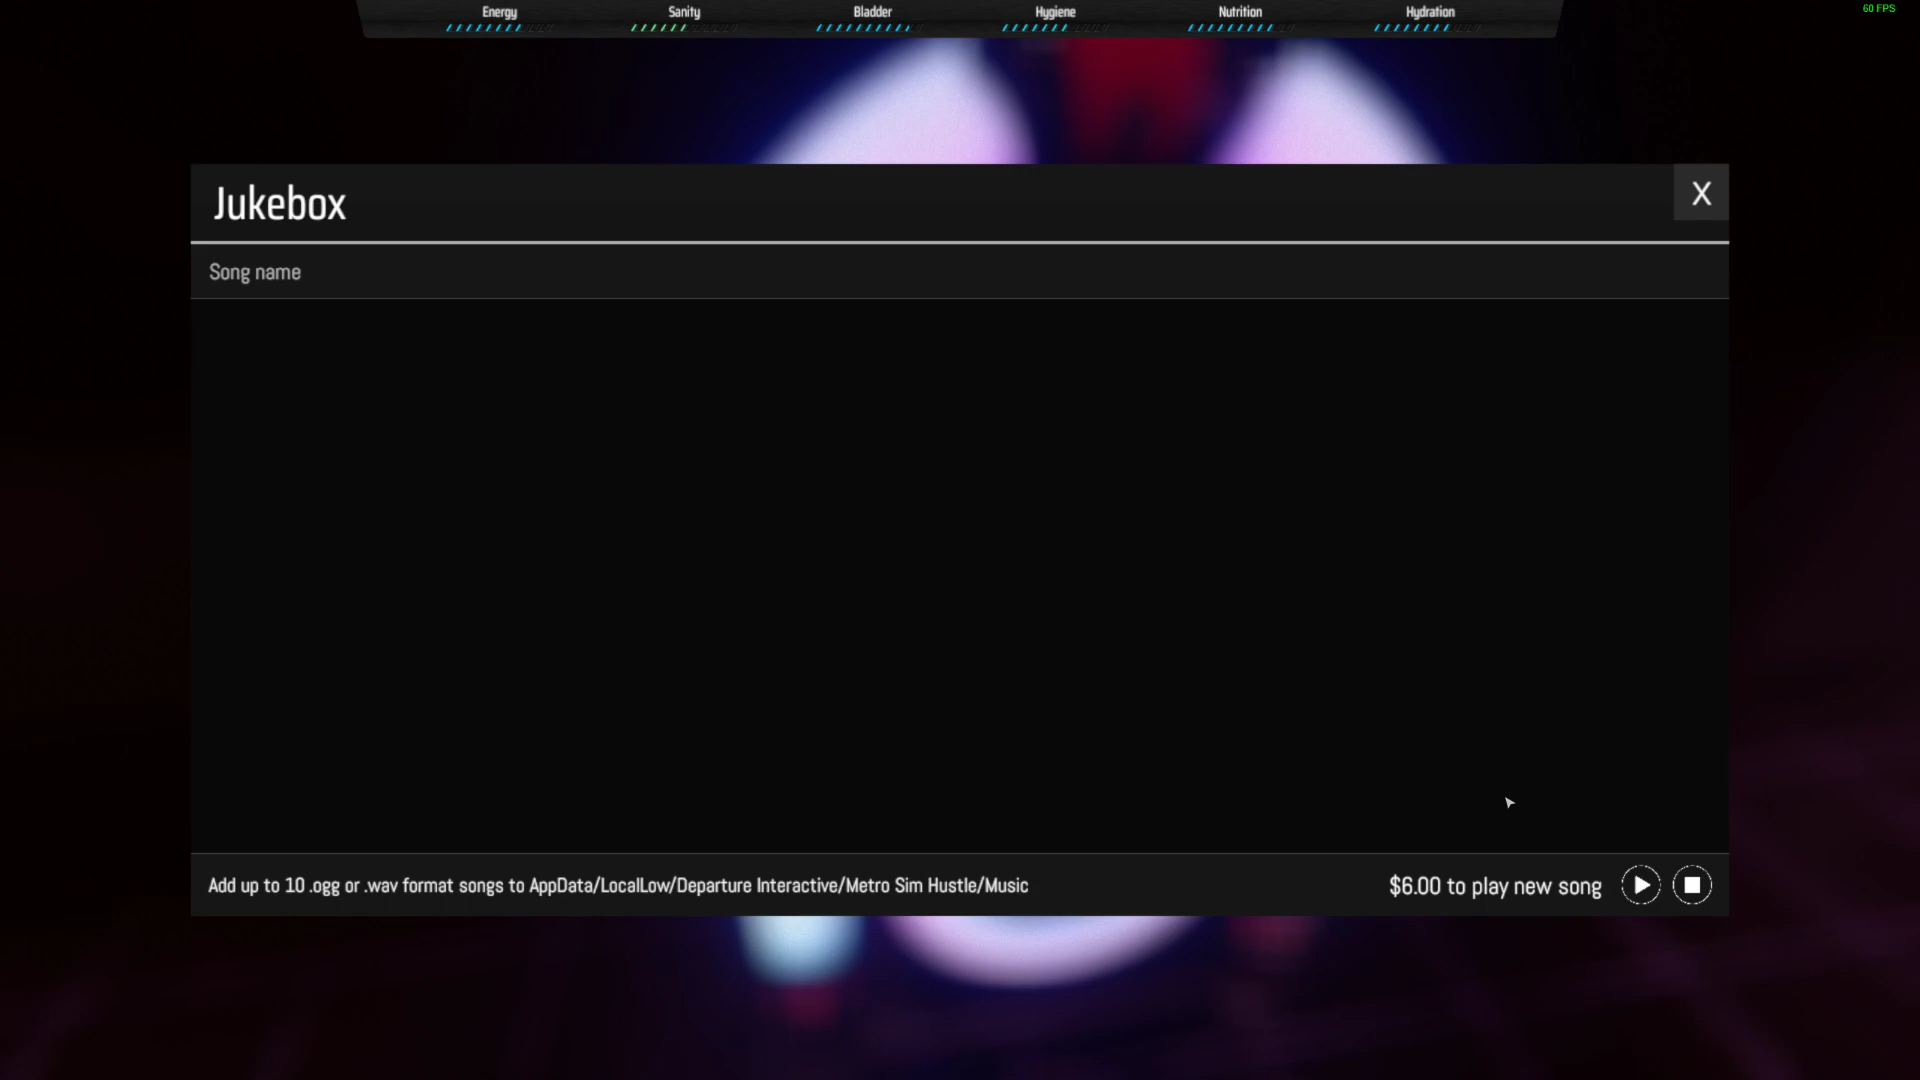 Energy Sanity Bladder Hygiene Nutrition Hydration
60 FPS
Jukebox
X
Song name
Add up to 10 .ogg or .wav format songs to AppData/LocalLow/Departure Interactive/Metro Sim Hustle/Music
$6.00 to play new song